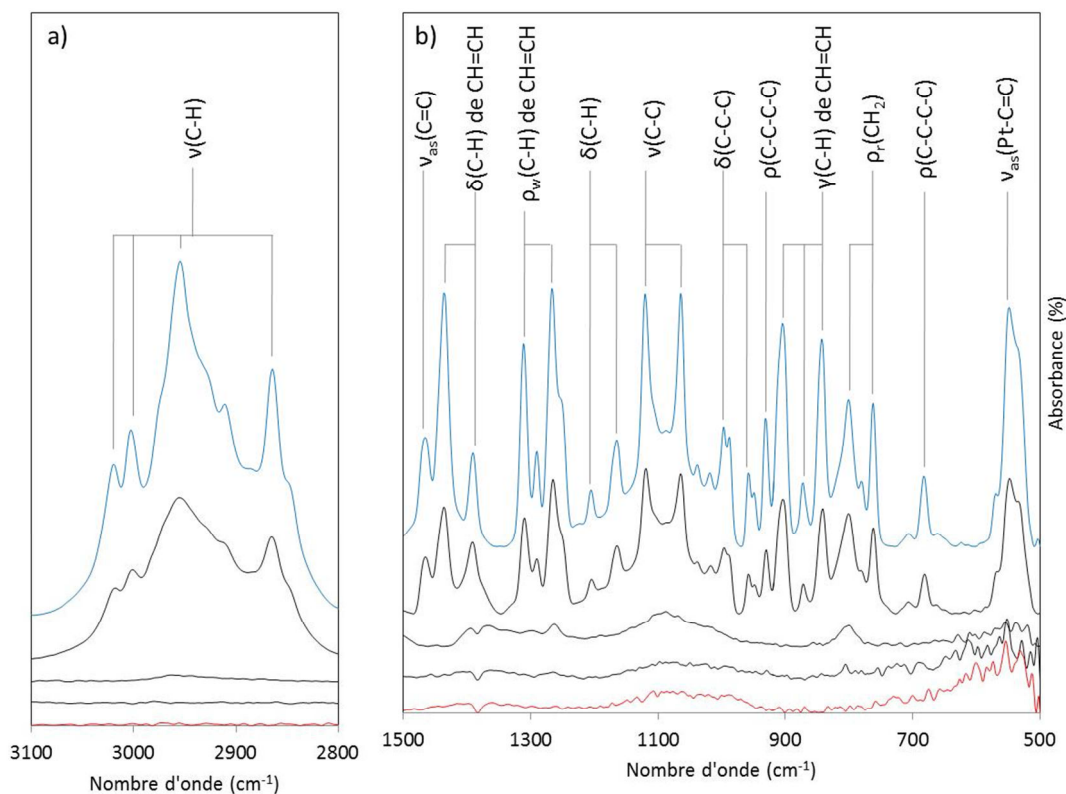 a)
ν(C-H)
3100
3000
2900
2800
Nombre d'onde (cm⁻¹)
b)
νas(C=C)
δ(C-H) de CH=CH
ρw(C-H) de CH=CH
δ(C-H)
ν(C-C)
δ(C-C-C)
ρ(C-C-C-C)
γ(C-H) de CH=CH
ρr(CH₂)
ρ(C-C-C-C)
νas(Pt-C=C)
1500
1300
1100
900
700
500
Nombre d'onde (cm⁻¹)
Absorbance (%)